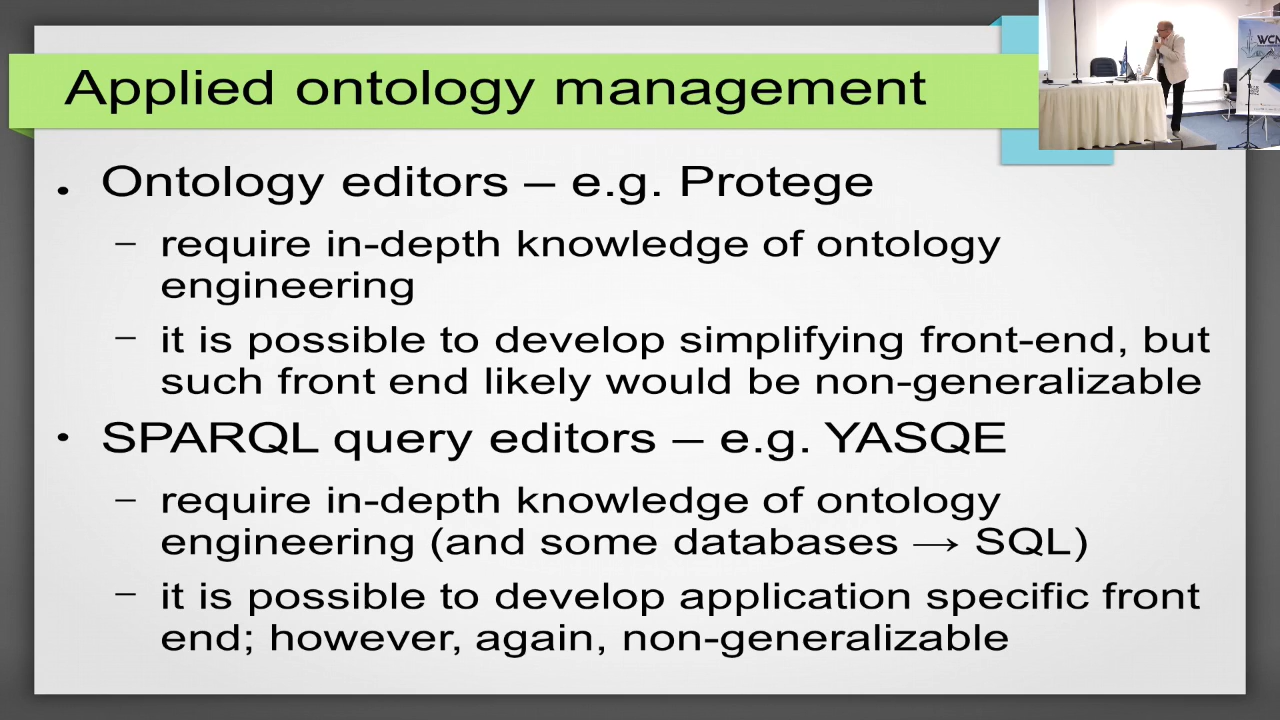 Applied ontology management
• Ontology editors – e.g. Protege
– require in-depth knowledge of ontology
engineering
– it is possible to develop simplifying front-end, but
such front end likely would be non-generalizable
• SPARQL query editors – e.g. YASQE
– require in-depth knowledge of ontology
engineering (and some databases → SQL)
– it is possible to develop application specific front
end; however, again, non-generalizable